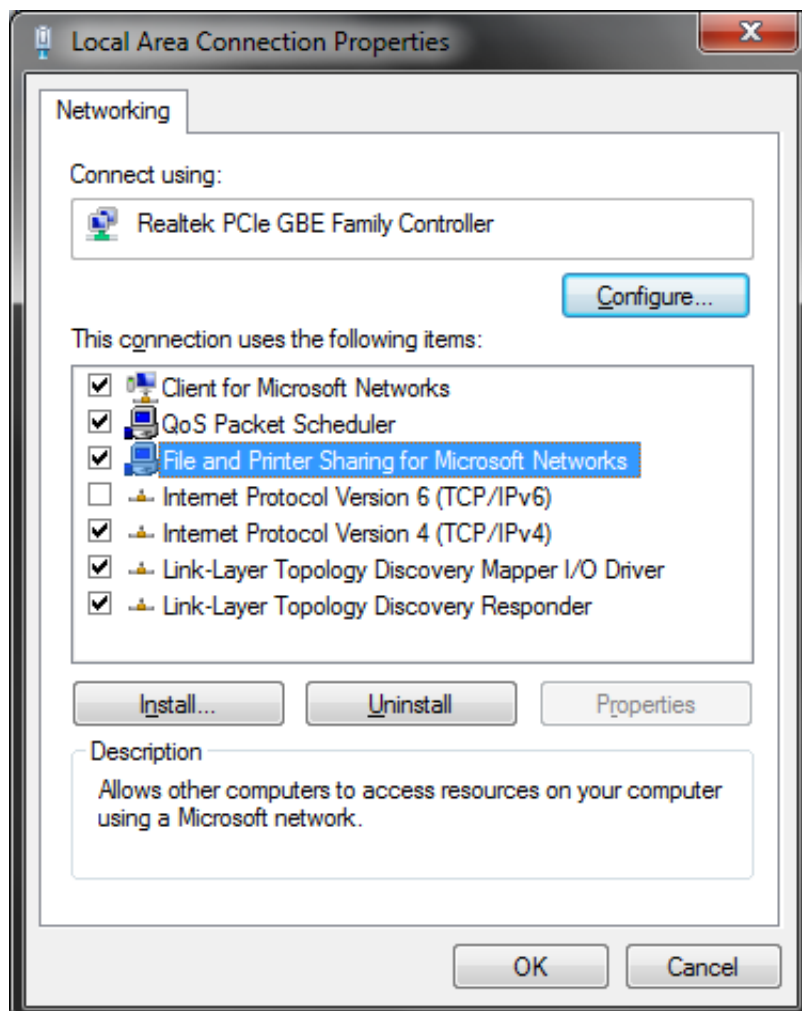 Local Area Connection Properties
Networking
Connect using:
Realtek PCIe GBE Family Controller
Configure...
This connection uses the following items:
Client for Microsoft Networks
QoS Packet Scheduler
File and Printer Sharing for Microsoft Networks
Internet Protocol Version 6 (TCP/IPv6)
Internet Protocol Version 4 (TCP/IPv4)
Link-Layer Topology Discovery Mapper I/O Driver
Link-Layer Topology Discovery Responder
Install... Uninstall Properties
Description
Allows other computers to access resources on your computer
using a Microsoft network.
OK Cancel